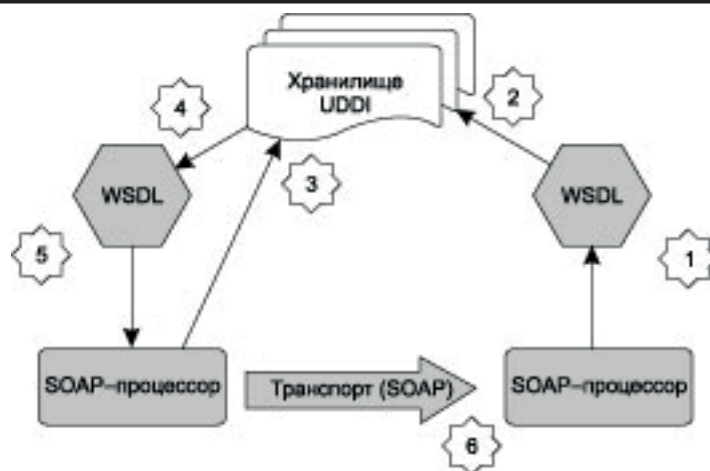 Хранилище
UDDI
4
2
3
WSDL
WSDL
5
1
SOAP–процессор
Транспорт (SOAP)
SOAP–процессор
6